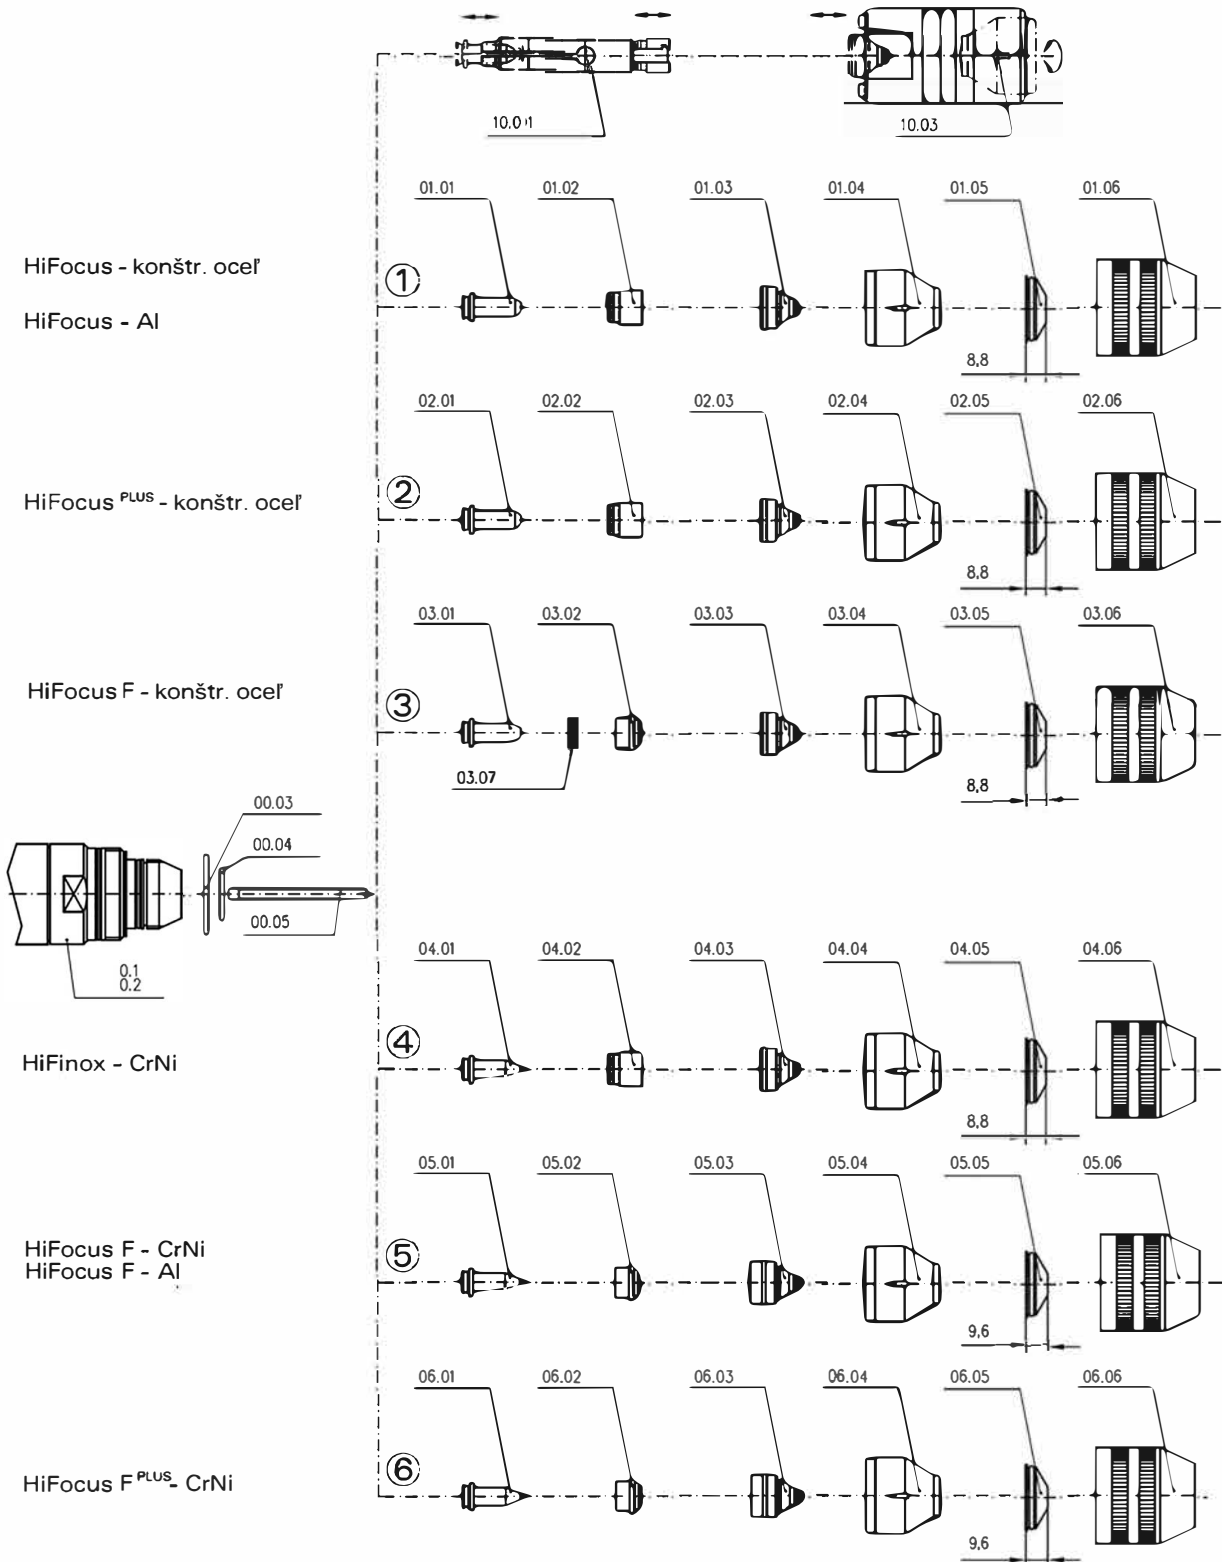 10.01
10.03
01.01 01.02 01.03 01.04 01.05 01.06
HiFocus - konštr. oceľ
①
HiFocus - Al
8,8
02.01 02.02 02.03 02.04 02.05 02.06
HiFocus PLUS - konštr. oceľ
②
8,8
03.01 03.02 03.03 03.04 03.05 03.06
HiFocus F - konštr. oceľ
③
03.07
8,8
00.03
00.04
00.05
0.1
0.2
04.01 04.02 04.03 04.04 04.05 04.06
HiFinox - CrNi
④
8,8
05.01 05.02 05.03 05.04 05.05 05.06
HiFocus F - CrNi
⑤
HiFocus F - Al
9,6
06.01 06.02 06.03 06.04 06.05 06.06
HiFocus F PLUS - CrNi
⑥
9,6